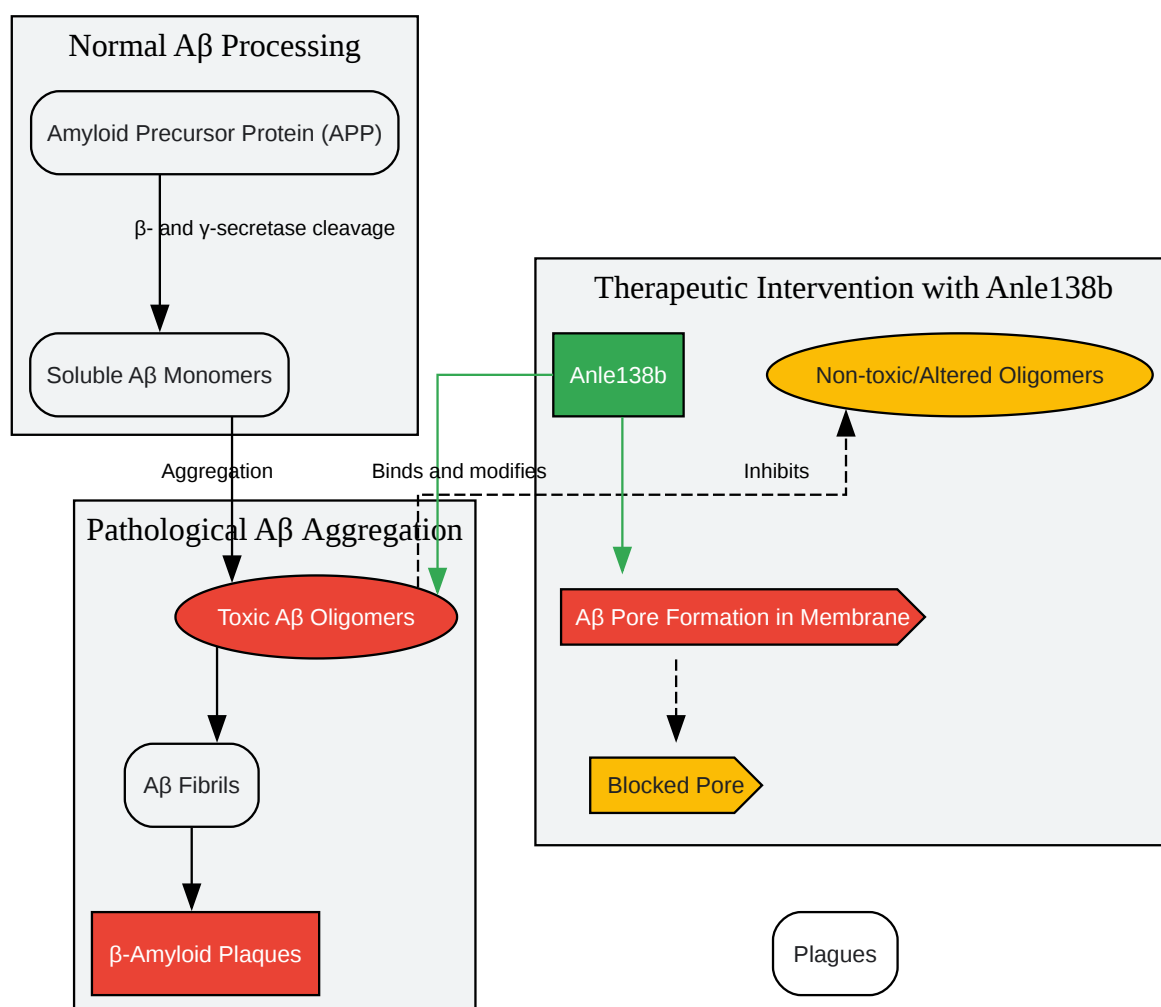 Normal Aβ Processing
Amyloid Precursor Protein (APP)
β- and γ-secretase cleavage
Soluble Aβ Monomers
Therapeutic Intervention with Anle138b
Anle138b
Non-toxic/Altered Oligomers
Aggregation
Binds and modifies
Inhibits
Pathological Aβ Aggregation
Toxic Aβ Oligomers
Aβ Pore Formation in Membrane
Aβ Fibrils
Blocked Pore
β-Amyloid Plaques
Plagues